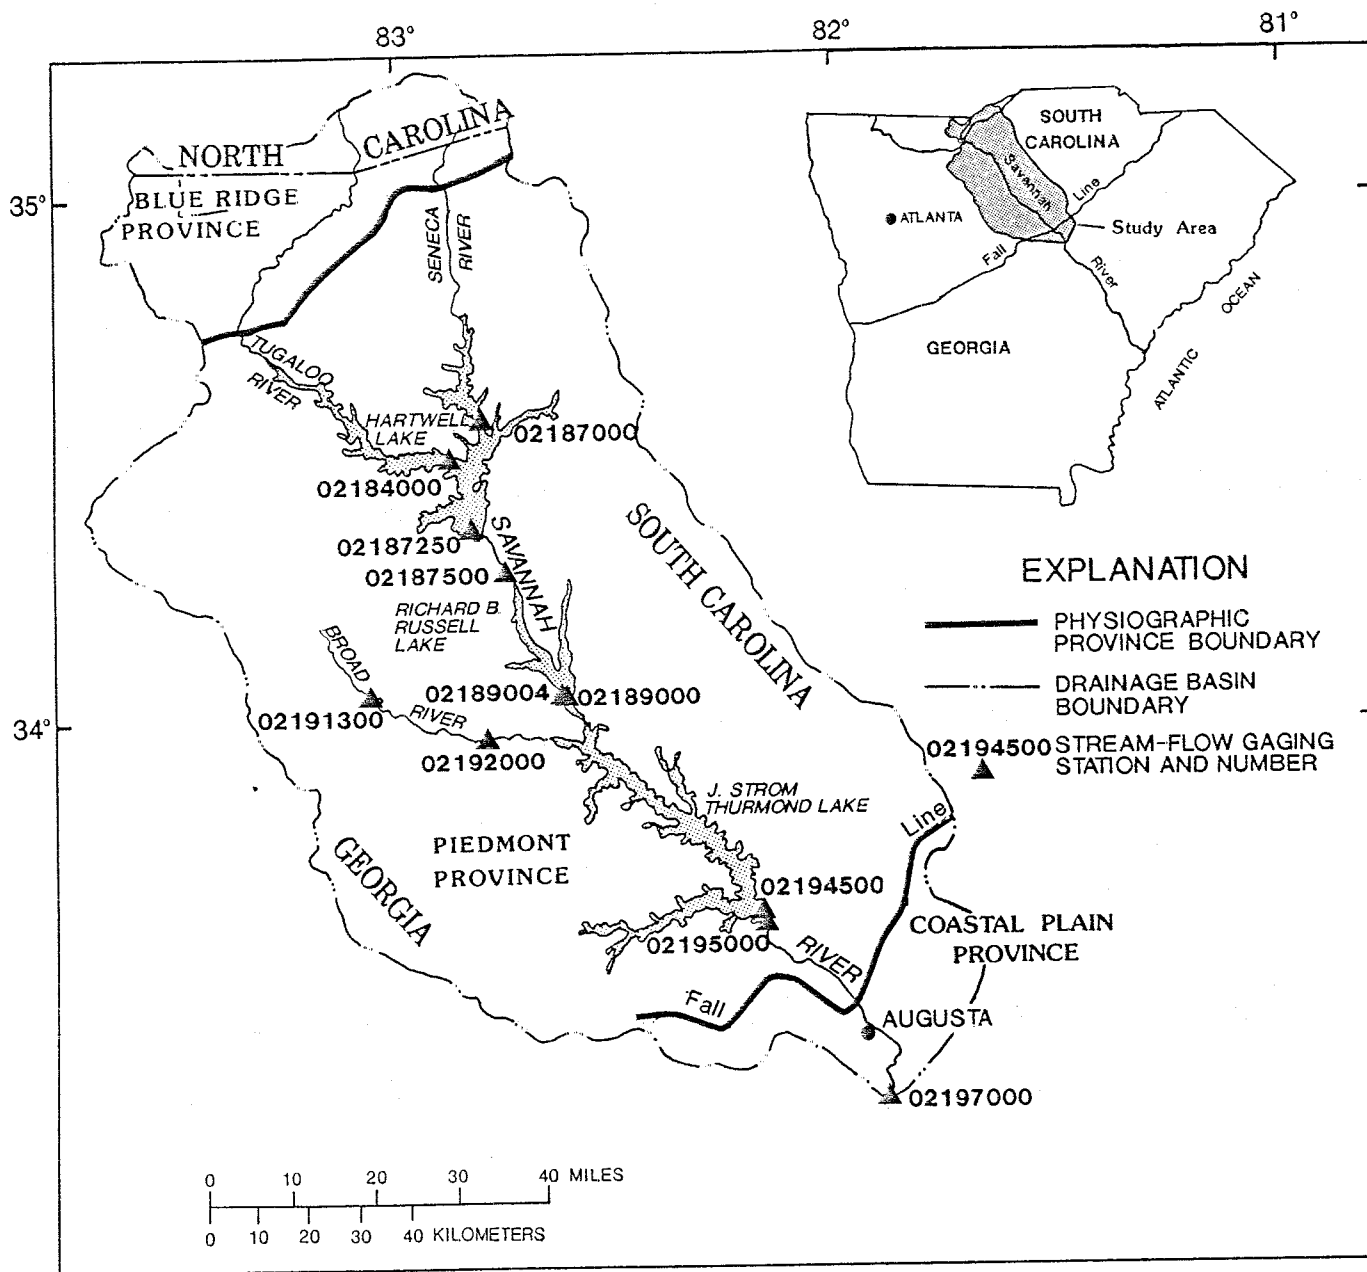 83°
82°
81°
35°
34°
NORTH
CAROLINA
BLUE RIDGE
PROVINCE
SENECA
RIVER
TUGALOO
RIVER
HARTWELL
LAKE
02187000
02184000
02187250
02187500
SAVANNAH
RICHARD B.
RUSSELL
LAKE
SOUTH CAROLINA
BROAD
RIVER
02189004
02189000
02191300
02192000
J. STROM
THURMOND LAKE
PIEDMONT
PROVINCE
GEORGIA
02194500
02195000
RIVER
Fall
Line
COASTAL PLAIN
PROVINCE
AUGUSTA
02197000
SOUTH
CAROLINA
Savannah
River
Fall
Line
ATLANTA
Study Area
GEORGIA
ATLANTIC
OCEAN
EXPLANATION
PHYSIOGRAPHIC
PROVINCE BOUNDARY
DRAINAGE BASIN
BOUNDARY
02194500 STREAM-FLOW GAGING
STATION AND NUMBER
0 10 20 30 40 MILES
0 10 20 30 40 KILOMETERS